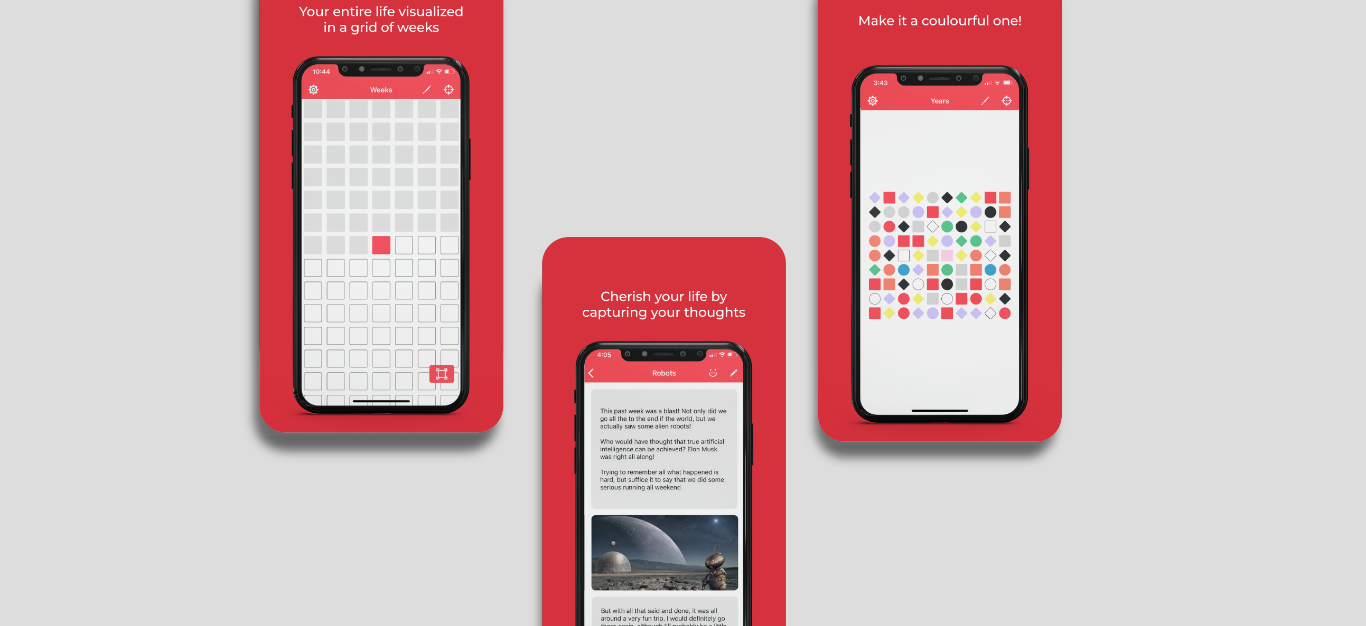 Your entire life visualized
in a grid of weeks
10:44
Weeks
Make it a coulourful one!
3:43
Years
Cherish your life by
capturing your thoughts
4:05
Robots
This past week was a blast! Not only did we
go all the to the end if the world, but we
actually saw some alien robots!
Who would have thought that true artificial
intelligence can be achieved? Elon Musk
was right all along!
Trying to remember all what happened is
hard, but suffice it to say that we did some
serious running all weekend
But with all that said and done, it was all
around a very fun trip. I would definitely go